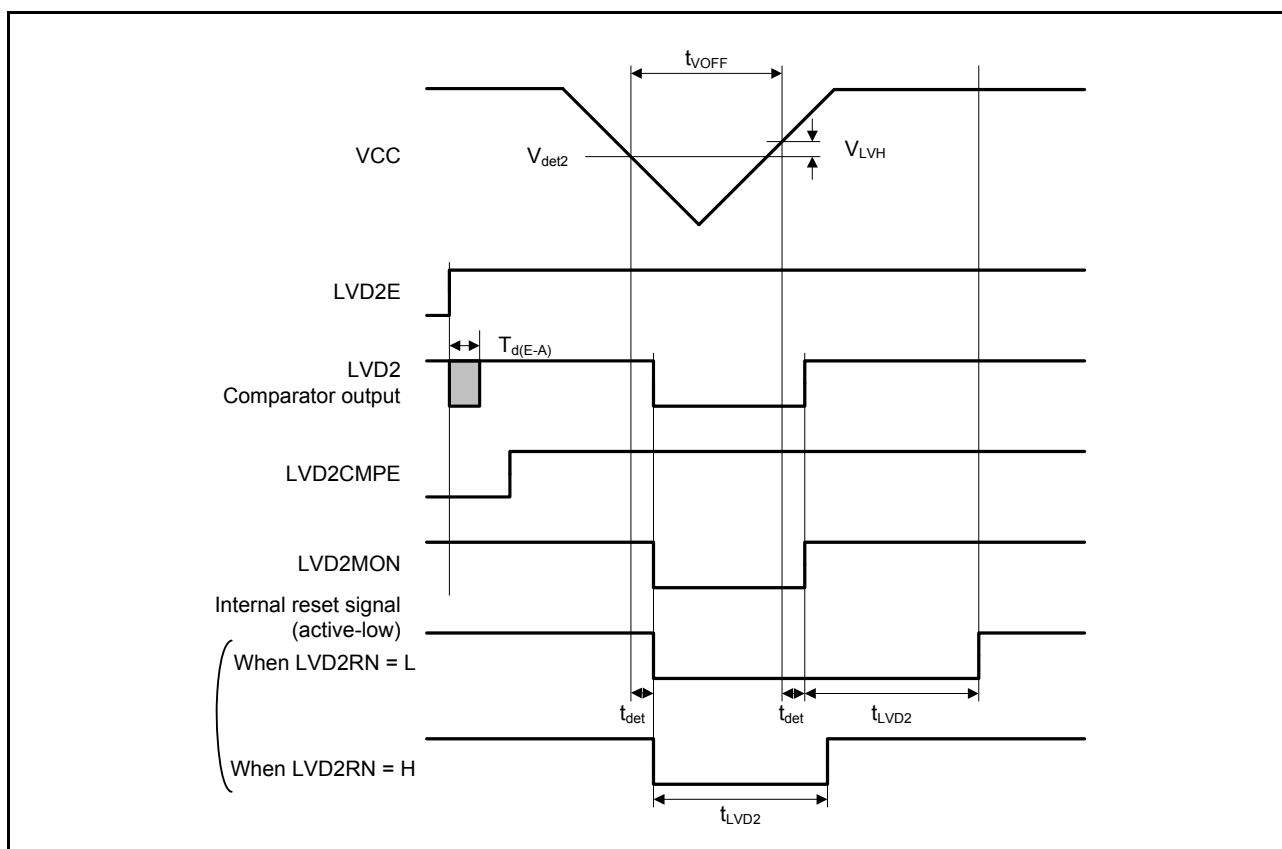 tVOFF
VCC
Vdet2
VLVH
LVD2E
Td(E-A)
LVD2
Comparator output
LVD2CMPE
LVD2MON
Internal reset signal
(active-low)
When LVD2RN = L
tdet
tdet
tLVD2
When LVD2RN = H
tLVD2